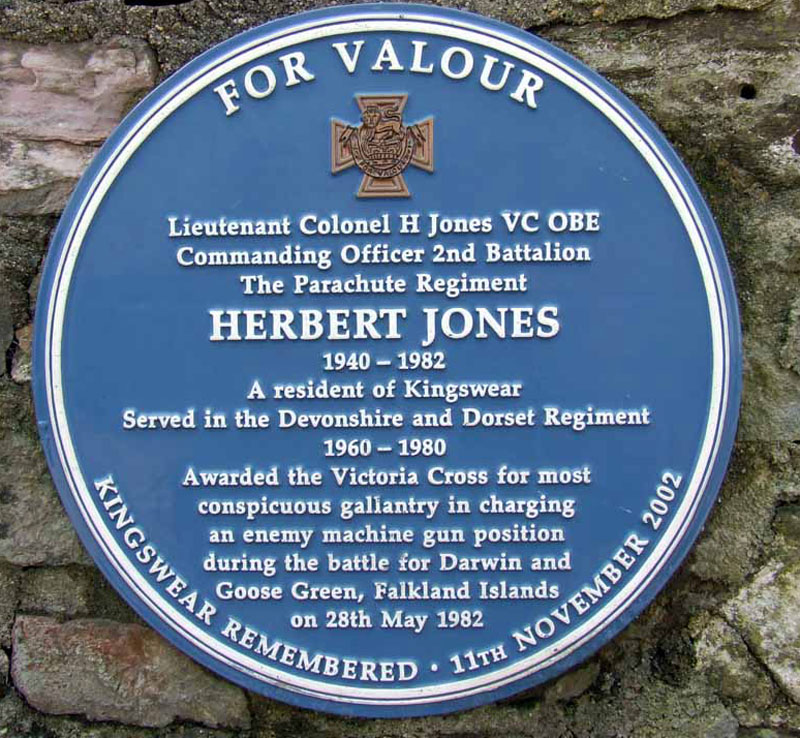 FOR VALOUR
Lieutenant Colonel H Jones VC OBE
Commanding Officer 2nd Battalion
The Parachute Regiment
HERBERT JONES
1940 – 1982
A resident of Kingswear
Served in the Devonshire and Dorset Regiment
1960 – 1980
Awarded the Victoria Cross for most
conspicuous gallantry in charging
an enemy machine gun position
during the battle for Darwin and
Goose Green, Falkland Islands
on 28th May 1982
KINGSWEAR REMEMBERED · 11TH NOVEMBER 2002